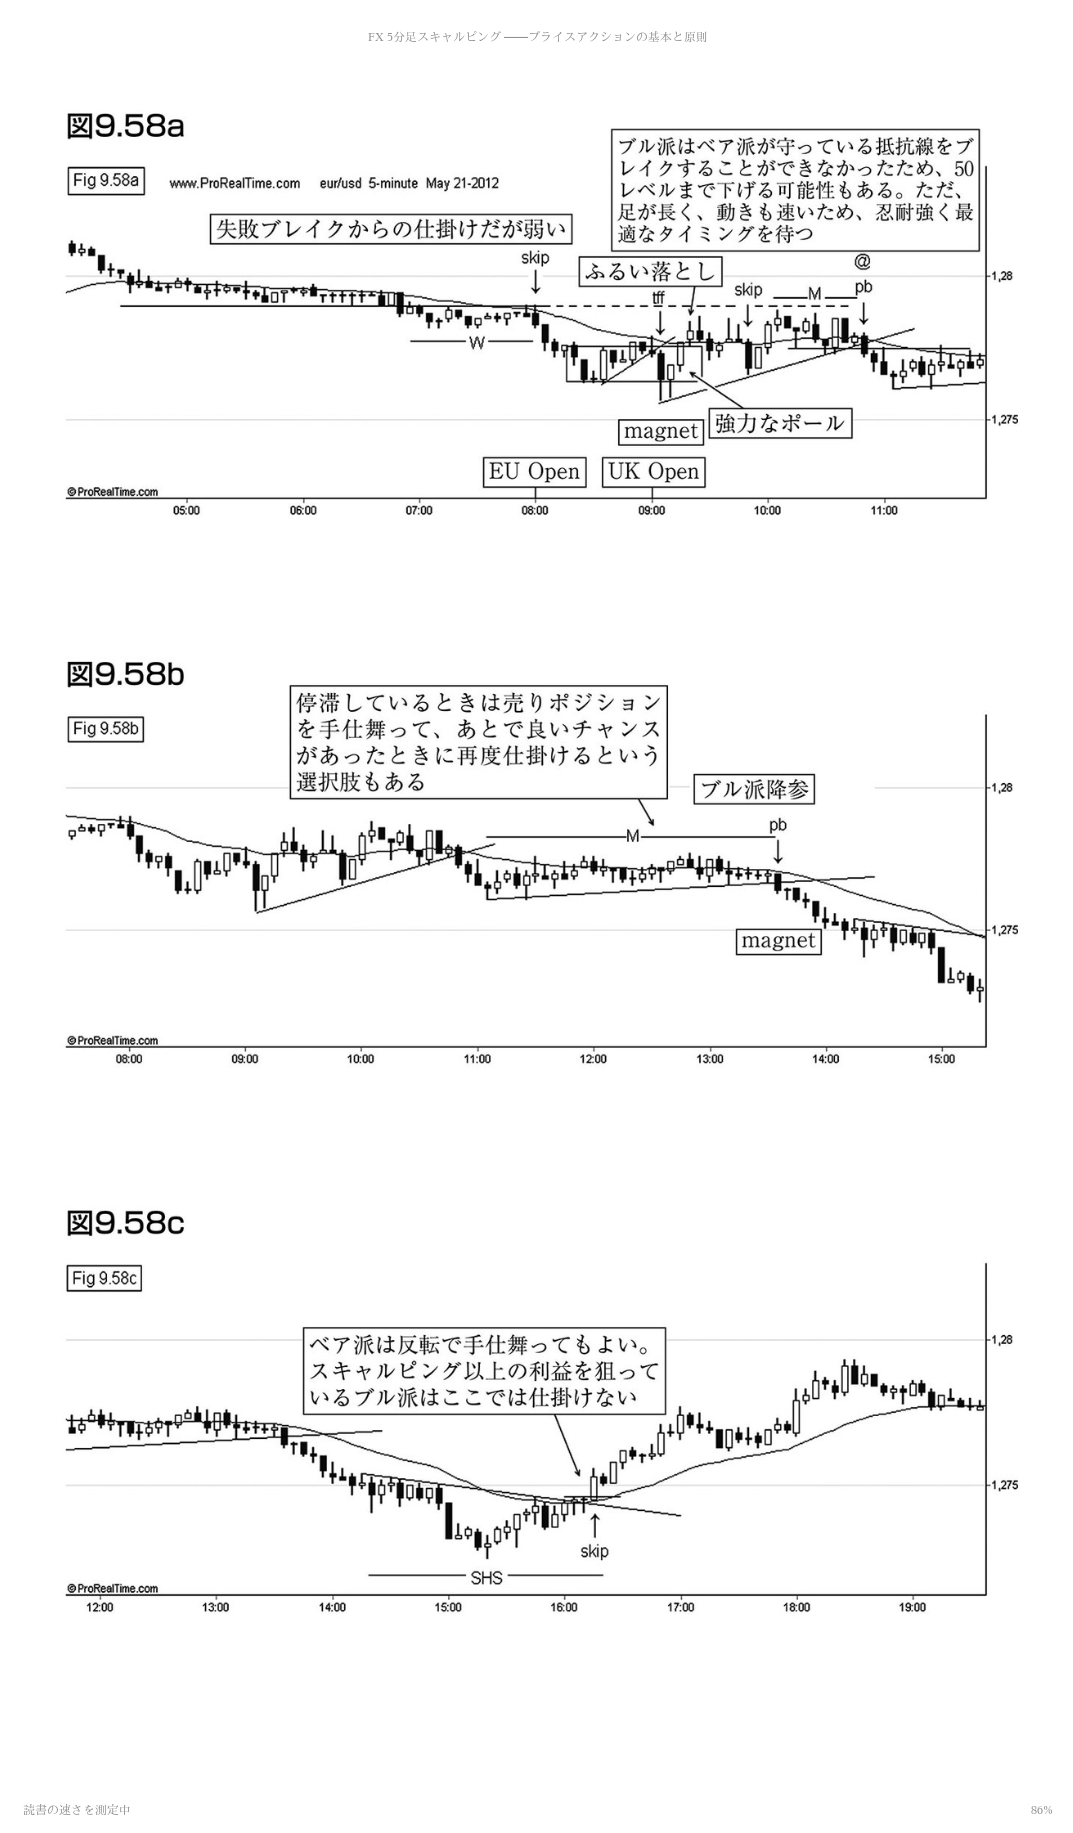 FX 5分足スキャルピング ――プライスアクションの基本と原則
図9.58a
Fig 9.58a
www.ProRealTime.com eur/usd 5-minute May 21-2012
ブル派はベア派が守っている抵抗線をブ
レイクすることができなかったため、50
レベルまで下げる可能性もある。ただ、
足が長く、動きも速いため、忍耐強く最
適なタイミングを待つ
失敗ブレイクからの仕掛けだが弱い
skip
ふるい落とし
@
tff
skip
M
pb
1,28
W
強力なポール
magnet
1,275
EU Open
UK Open
©ProRealTime.com
05:00 06:00 07:00 08:00 09:00 10:00 11:00
図9.58b
Fig 9.58b
停滞しているときは売りポジション
を手仕舞って、あとで良いチャンス
があったときに再度仕掛けるという
選択肢もある
ブル派降参
1,28
M
pb
magnet
1,275
©ProRealTime.com
08:00 09:00 10:00 11:00 12:00 13:00 14:00 15:00
図9.58c
Fig 9.58c
ベア派は反転で手仕舞ってもよい。
スキャルピング以上の利益を狙って
いるブル派はここでは仕掛けない
1,28
1,275
skip
SHS
©ProRealTime.com
12:00 13:00 14:00 15:00 16:00 17:00 18:00 19:00
読書の速さを測定中
86%